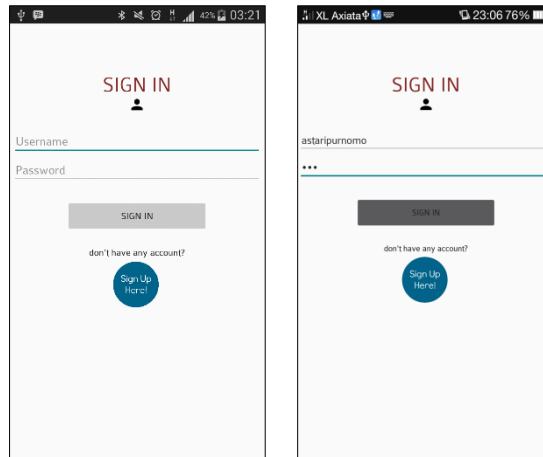 42% 03:21
SIGN IN
Username
Password
SIGN IN
don't have any account?
Sign Up
Here!
XL Axiata 23:06 76%
SIGN IN
astaripurnomo
•••
SIGN IN
don't have any account?
Sign Up
Here!